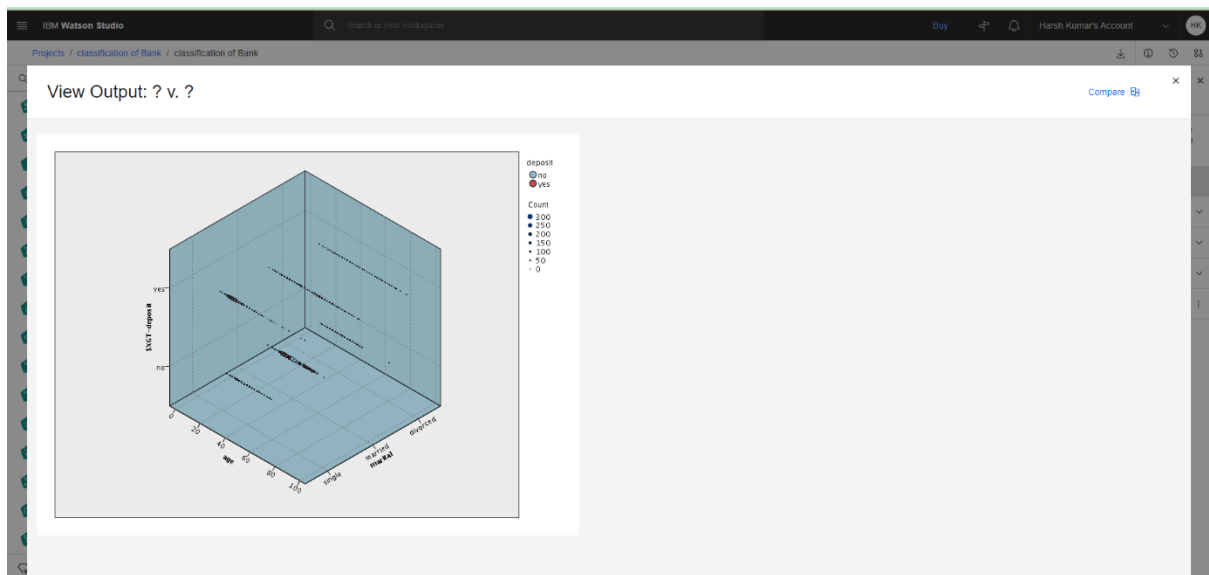 IBM Watson Studio
Search in your workspaces
Buy
Harsh Kumar's Account
HK
Projects / classification of Bank / classification of Bank
View Output: ? v. ?
Compare
deposit
no
yes
Count
300
250
200
150
100
50
0
yes
no
$XGT-deposit
0
20
40
60
80
100
age
single
married
divorced
marital